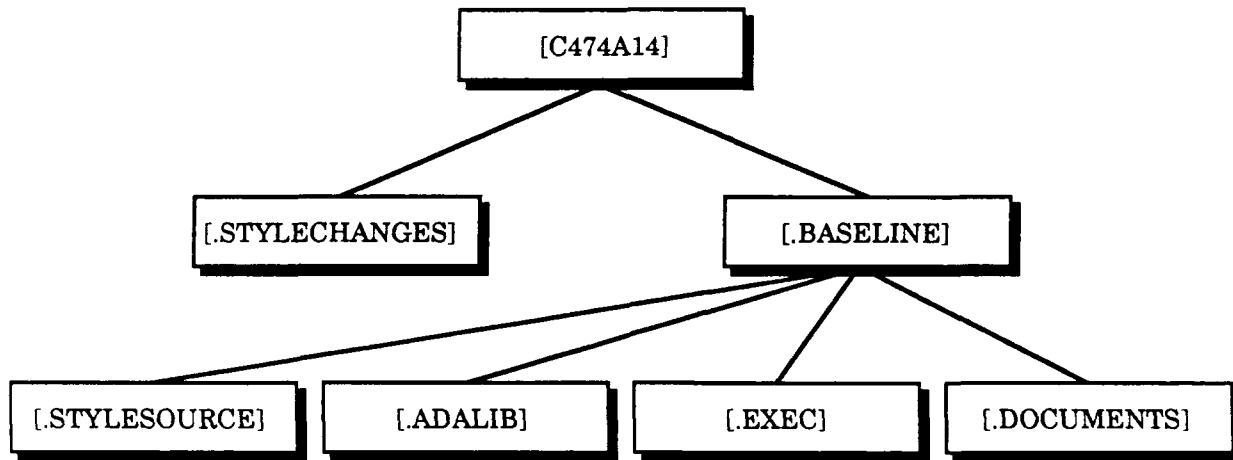 [C474A14]
[.STYLECHANGES]
[.BASELINE]
[.STYLESOURCE]
[.ADALIB]
[.EXEC]
[.DOCUMENTS]